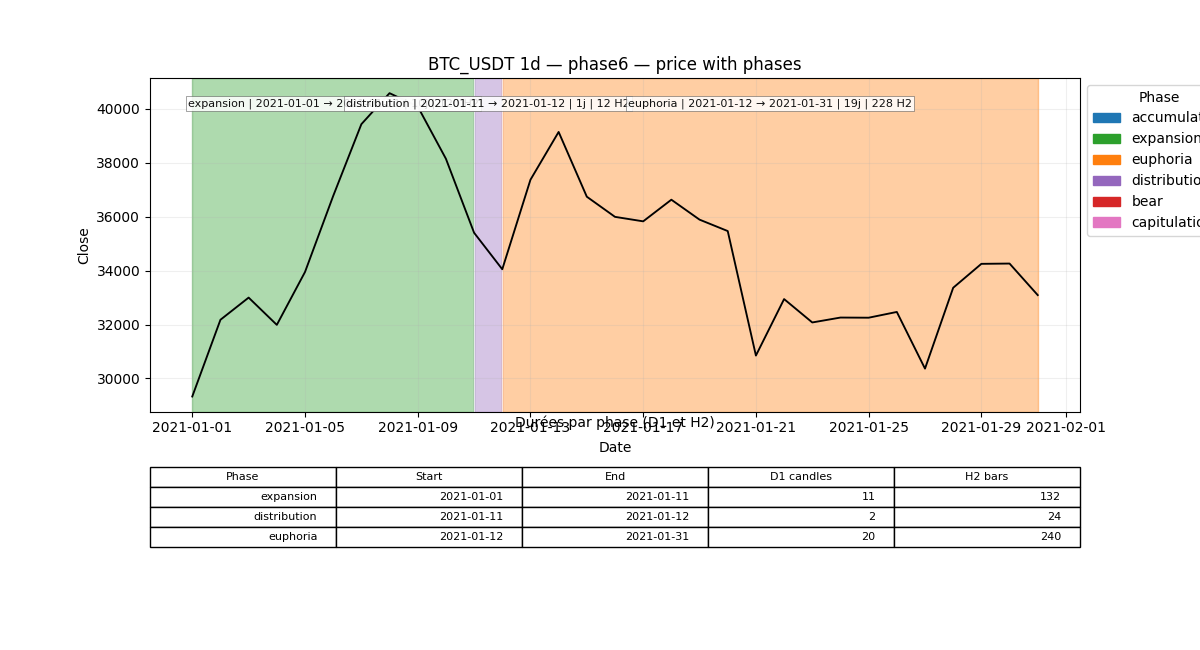 BTC_USDT 1d — phase6 — price with phases
expansion | 2021-01-01 → 2
distribution | 2021-01-11 → 2021-01-12 | 1j | 12 H2
euphoria | 2021-01-12 → 2021-01-31 | 19j | 228 H2
40000
38000
36000
34000
32000
30000
Close
Phase
accumulat
expansion
euphoria
distributio
bear
capitulatio
Durées par phase (D1 et H2)
2021-01-01 2021-01-05 2021-01-09 2021-01-13 2021-01-17 2021-01-21 2021-01-25 2021-01-29 2021-02-01
Date
Phase Start End D1 candles H2 bars
expansion 2021-01-01 2021-01-11 11 132
distribution 2021-01-11 2021-01-12 2 24
euphoria 2021-01-12 2021-01-31 20 240